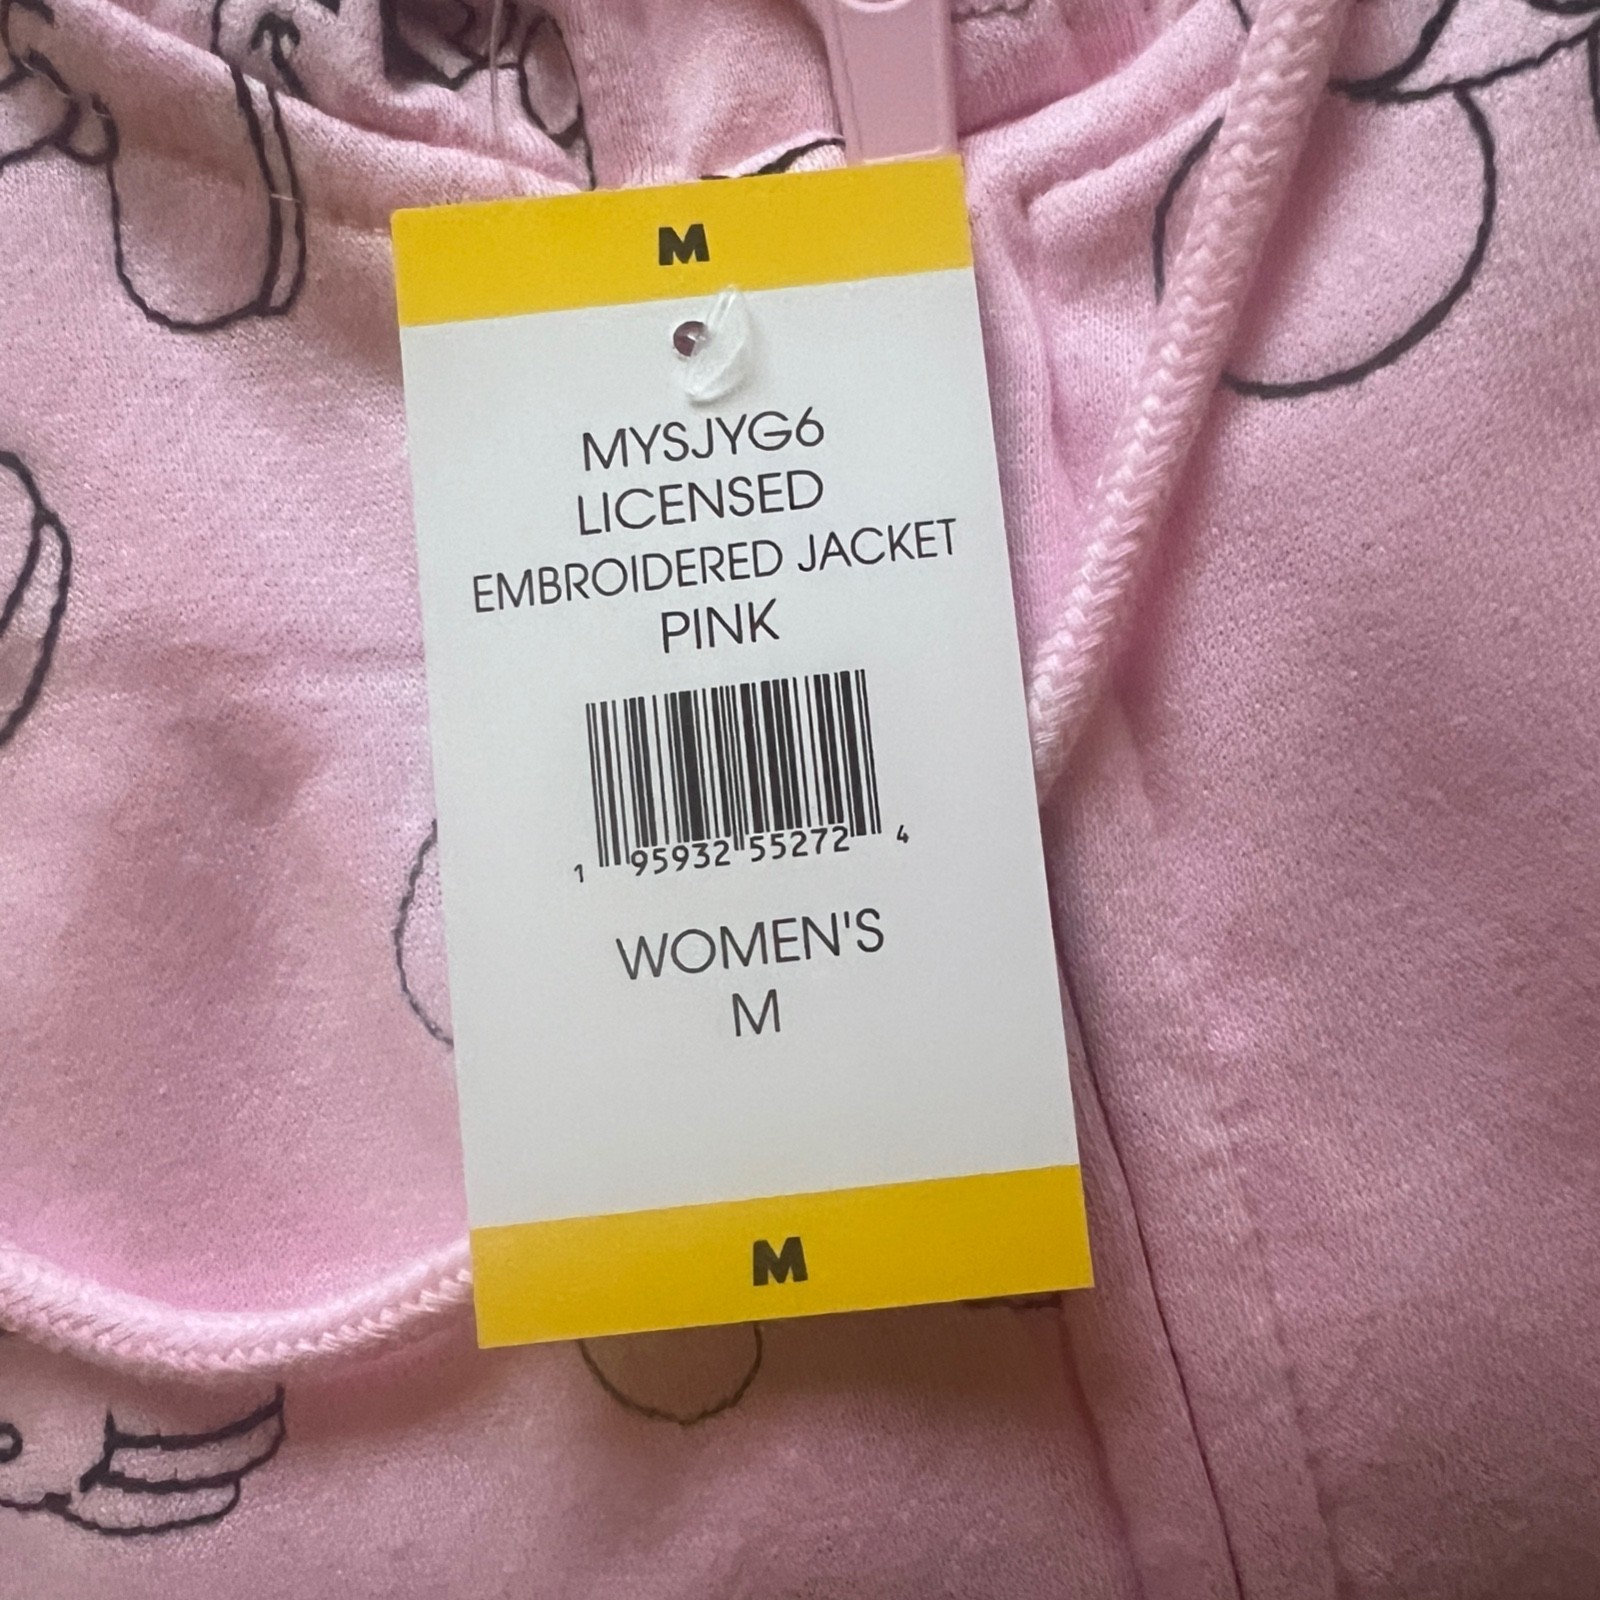 M
MYSJYG6
LICENSED
EMBROIDERED JACKET
PINK
1 95932 55272 4
WOMEN'S
M
M